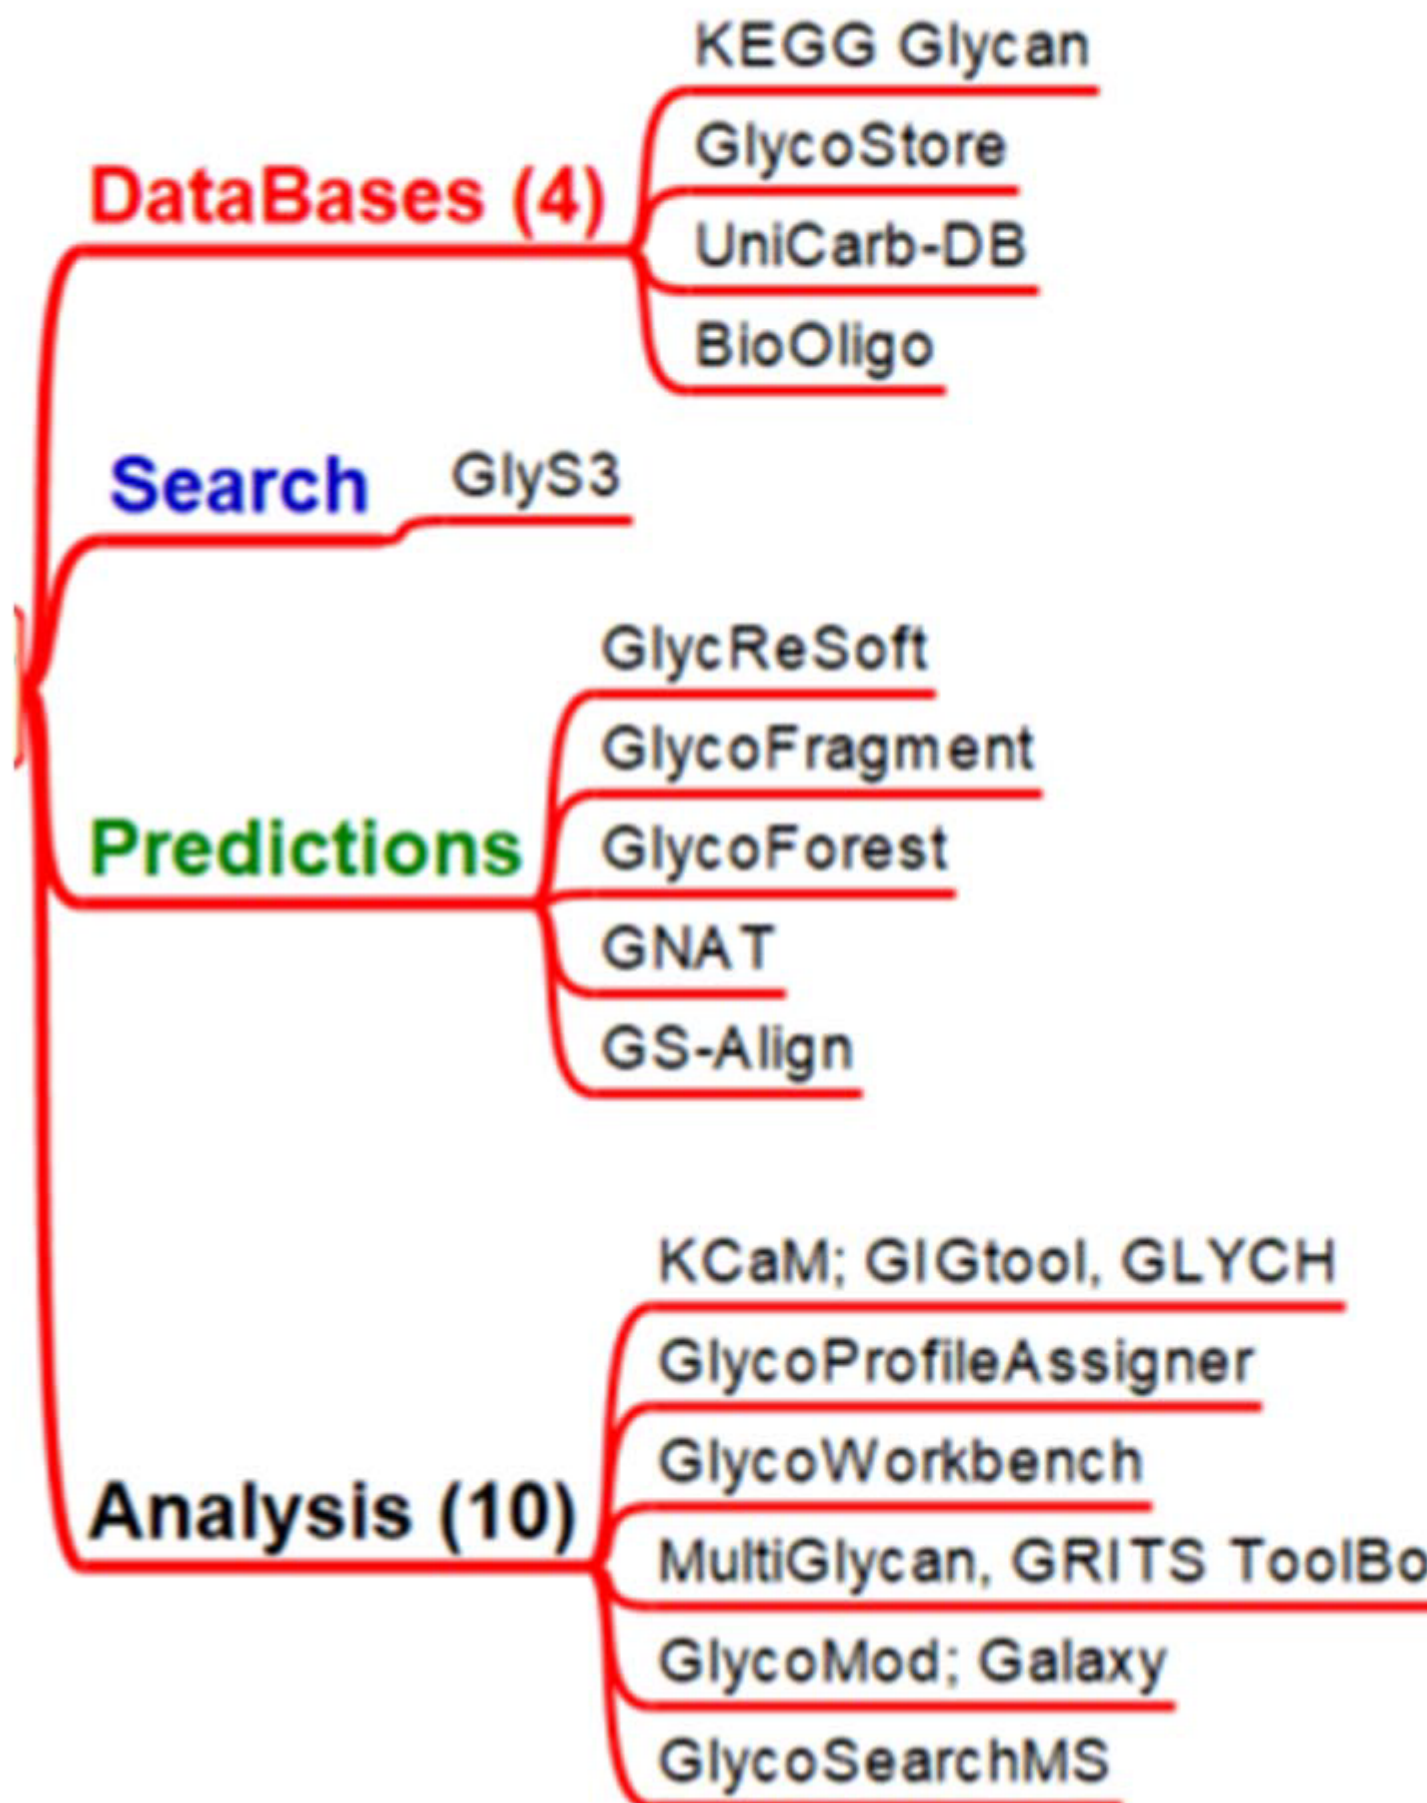 DataBases (4)
KEGG Glycan
GlycoStore
UniCarb-DB
BioOligo
Search
GlyS3
Predictions
GlycReSoft
GlycoFragment
GlycoForest
GNAT
GS-Align
Analysis (10)
KCaM; GIGtool, GLYCH
GlycoProfileAssigner
GlycoWorkbench
MultiGlycan, GRITS ToolBo
GlycoMod; Galaxy
GlycoSearchMS